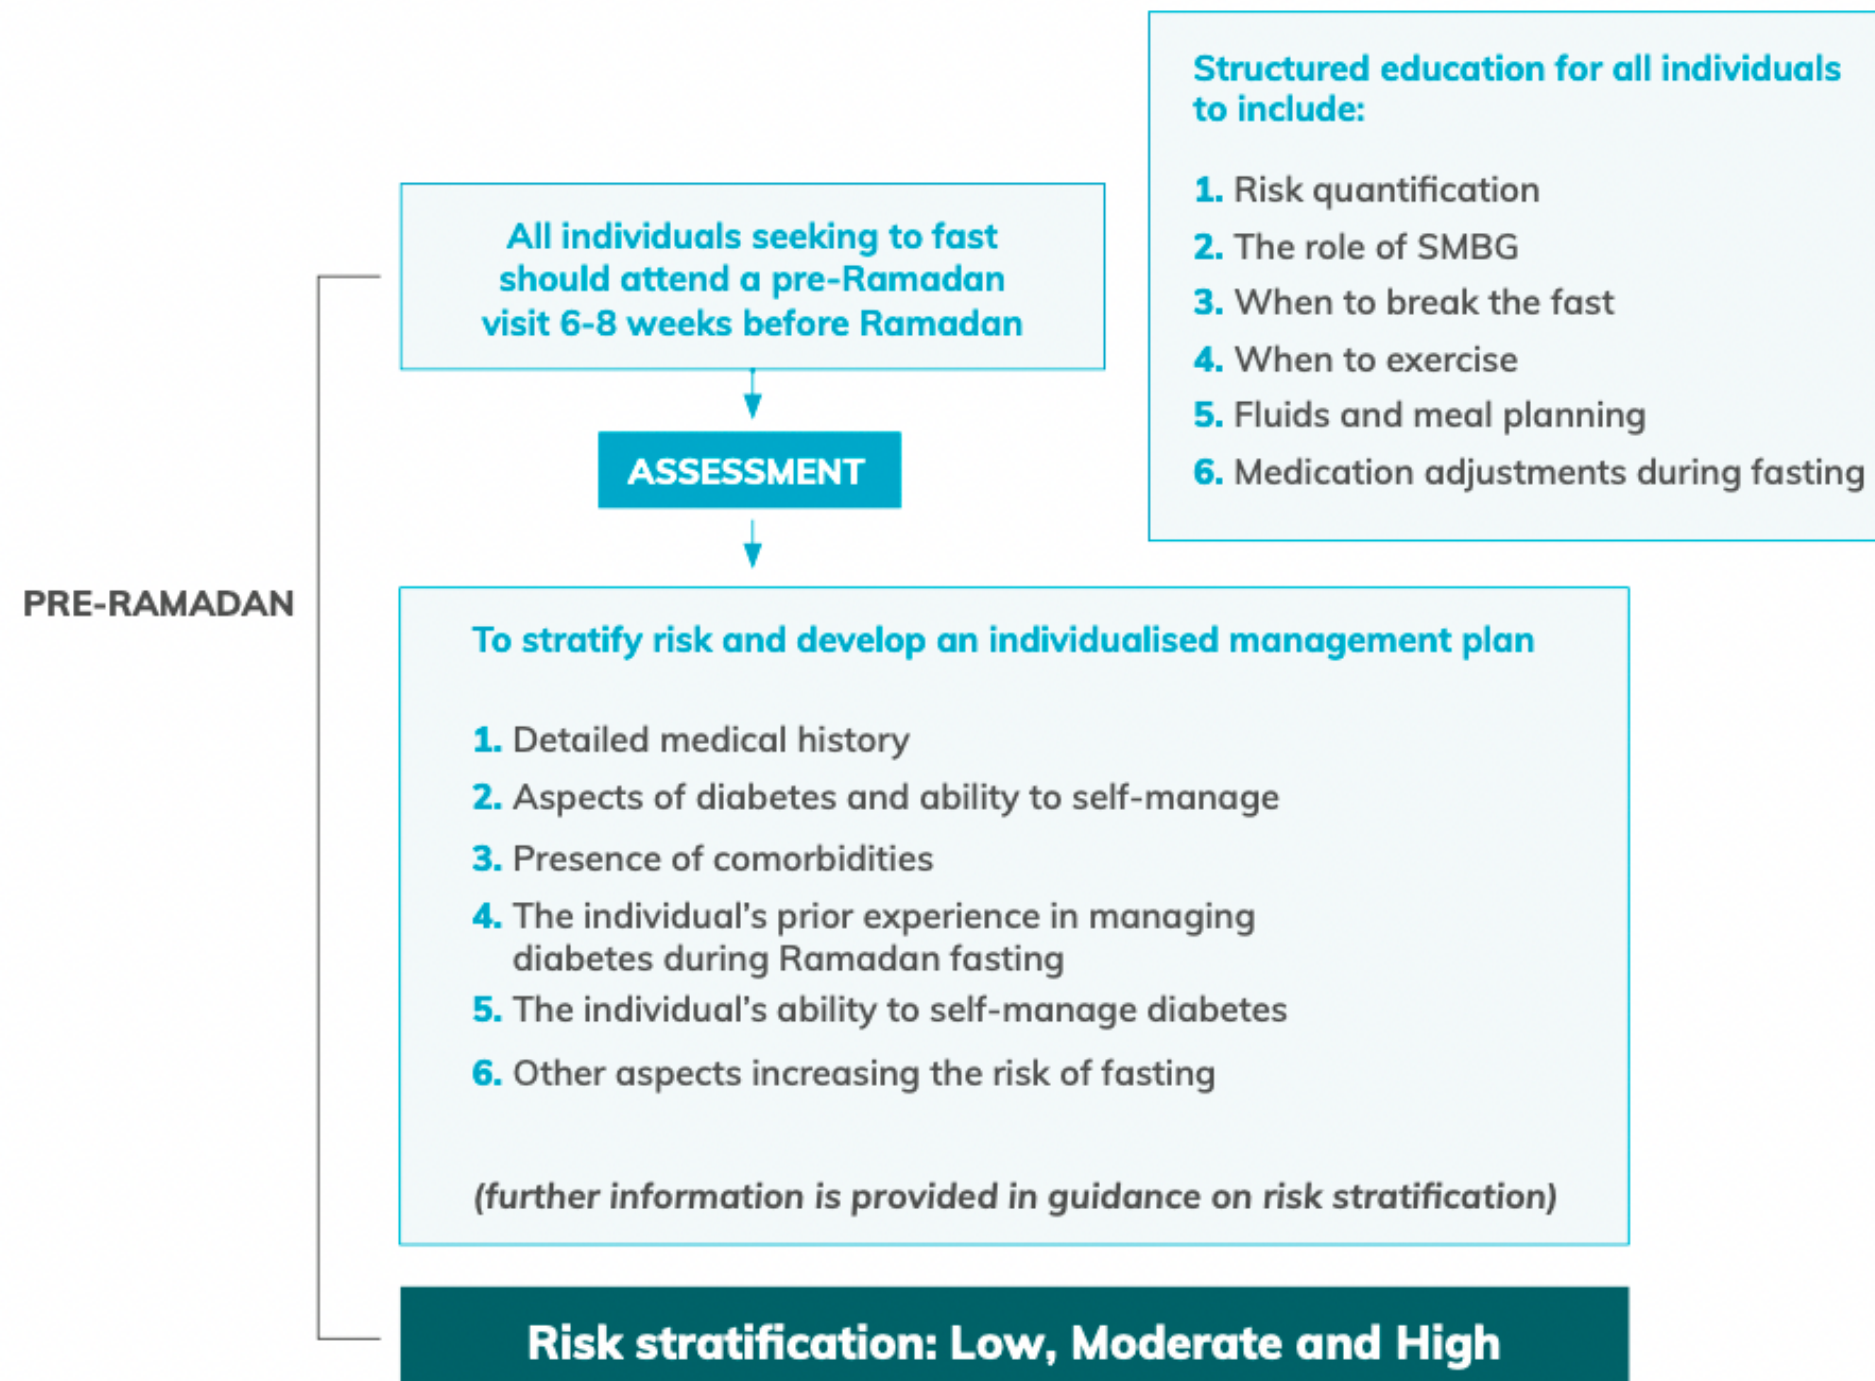 Structured education for all individuals
to include:
1. Risk quantification
2. The role of SMBG
3. When to break the fast
4. When to exercise
5. Fluids and meal planning
6. Medication adjustments during fasting
All individuals seeking to fast
should attend a pre-Ramadan
visit 6-8 weeks before Ramadan
ASSESSMENT
PRE-RAMADAN
To stratify risk and develop an individualised management plan
1. Detailed medical history
2. Aspects of diabetes and ability to self-manage
3. Presence of comorbidities
4. The individual's prior experience in managing
diabetes during Ramadan fasting
5. The individual's ability to self-manage diabetes
6. Other aspects increasing the risk of fasting
(further information is provided in guidance on risk stratification)
Risk stratification: Low, Moderate and High